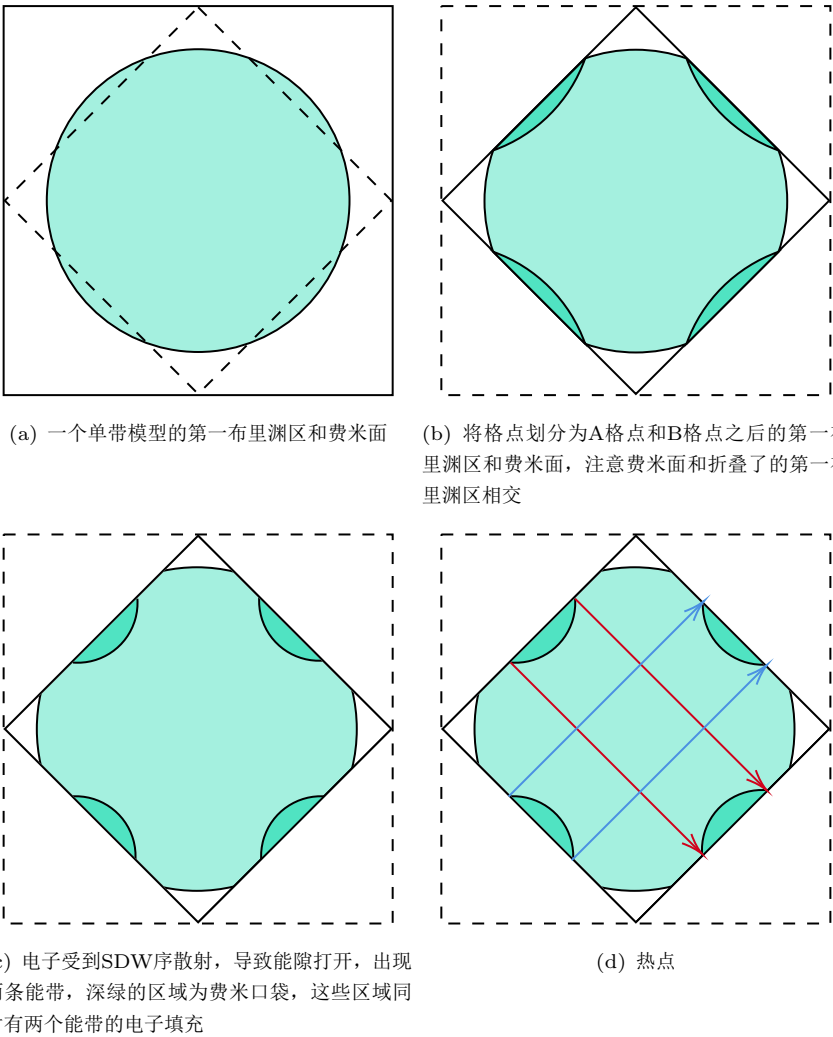 (a) 一个单带模型的第一布里渊区和费米面
(b) 将格点划分为A格点和B格点之后的第一
里渊区和费米面，注意费米面和折叠了的第一
里渊区相交
) 电子受到SDW序散射，导致能隙打开，出现
条能带，深绿的区域为费米口袋，这些区域同
有两个能带的电子填充
(d) 热点